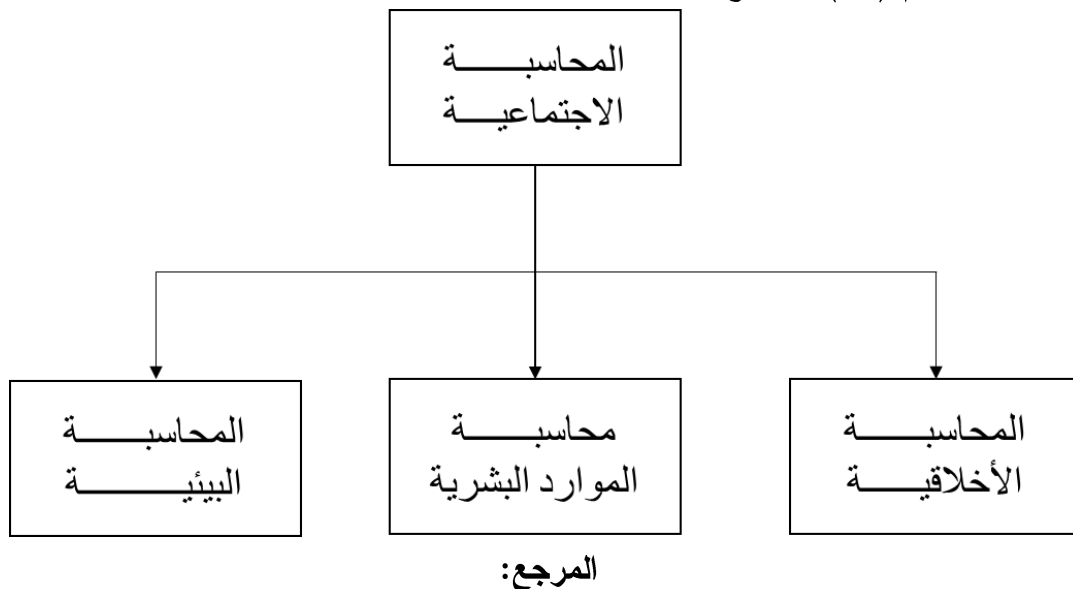 المحاسبة
الاجتماعية
المحاسبة
الأخلاقية
محاسبة
الموارد البشرية
المحاسبة
البيئية
المرجع: